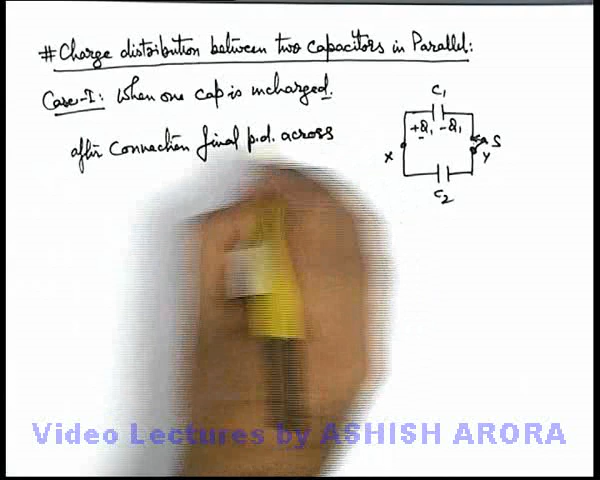 # Charge distribution between two capacitors in Parallel:
Case-I: When one cap is uncharged.
after connection final p.d. across
C₁
+Q₁ -Q₁
S
X
Y
C₂
Video Lectures by ASHISH ARORA